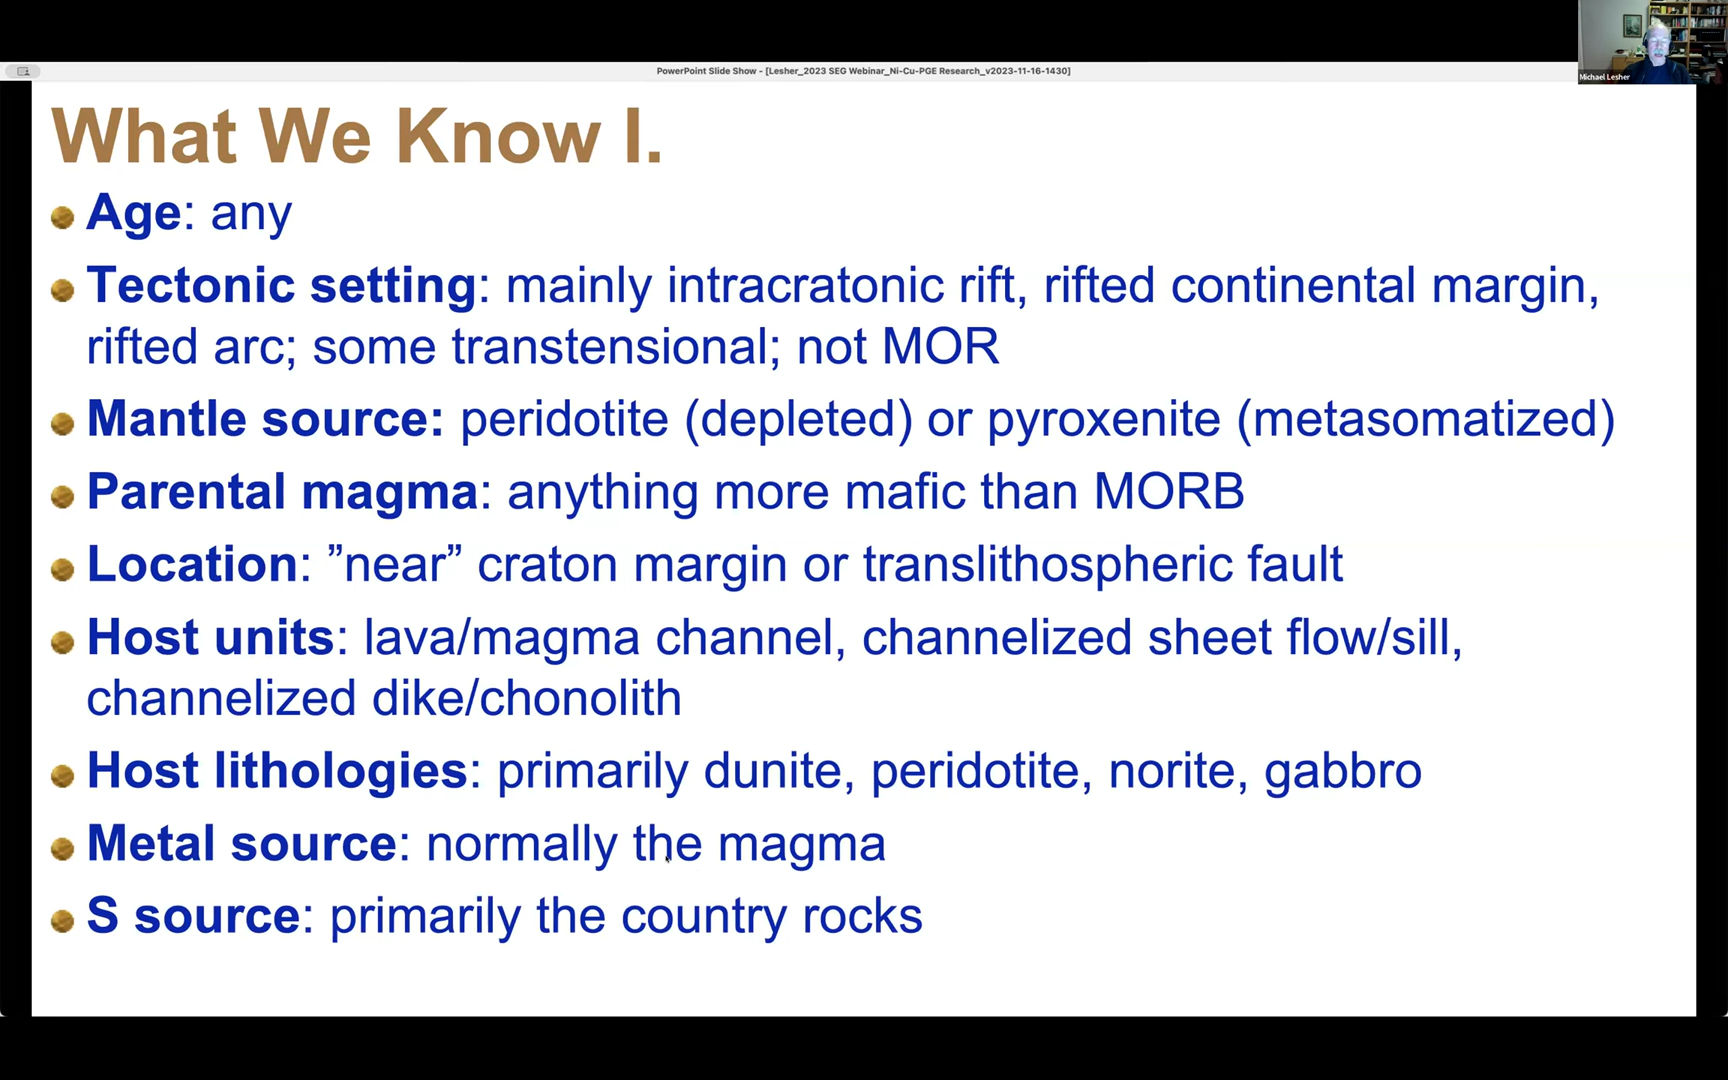 PowerPoint Slide Show - [Lesher_2023 SEG Webinar_Ni-Cu-PGE Research_v2023-11-16-1430]
Michael Lesher
What We Know I.
Age: any
Tectonic setting: mainly intracratonic rift, rifted continental margin,
rifted arc; some transtensional; not MOR
Mantle source: peridotite (depleted) or pyroxenite (metasomatized)
Parental magma: anything more mafic than MORB
Location: ”near” craton margin or translithospheric fault
Host units: lava/magma channel, channelized sheet flow/sill,
channelized dike/chonolith
Host lithologies: primarily dunite, peridotite, norite, gabbro
Metal source: normally the magma
S source: primarily the country rocks